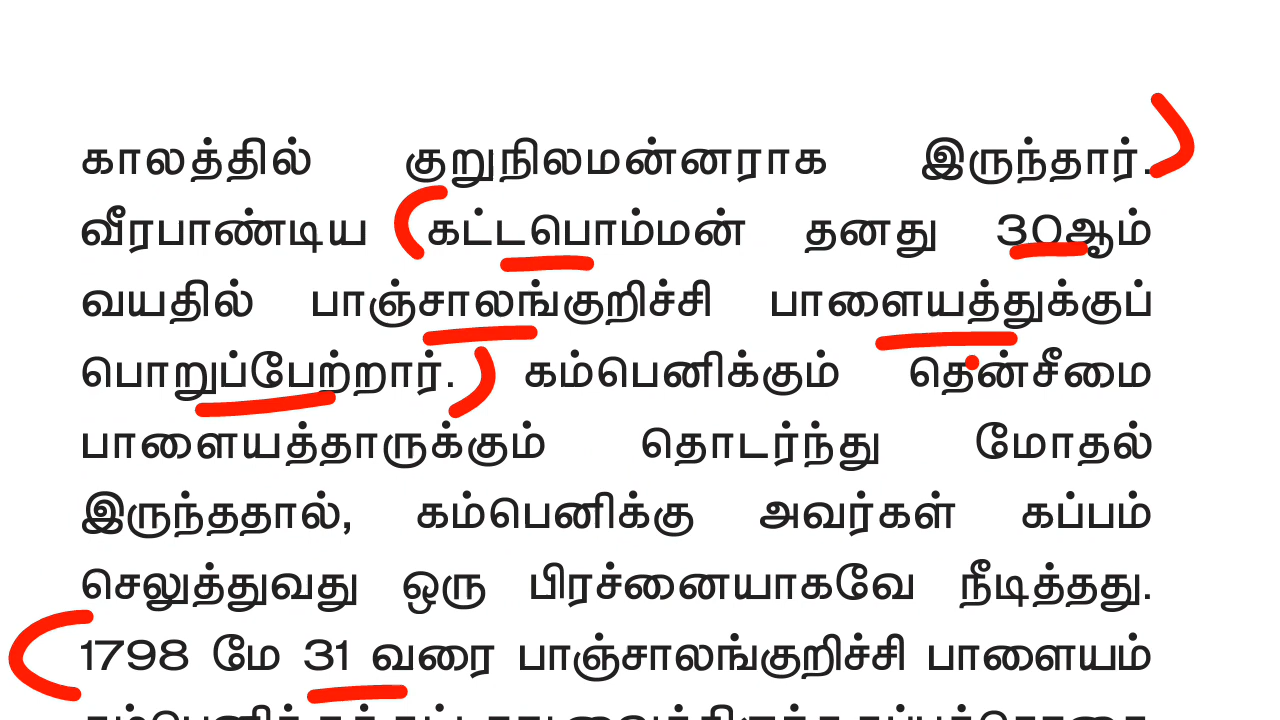 காலத்தில் குறுநிலமன்னராக இருந்தார்.
வீரபாண்டிய கட்டபொம்மன் தனது 30ஆம்
வயதில் பாஞ்சாலங்குறிச்சி பாளையத்துக்குப்
பொறுப்பேற்றார். கம்பெனிக்கும் தென்சீமை
பாளையத்தாருக்கும் தொடர்ந்து மோதல்
இருந்ததால், கம்பெனிக்கு அவர்கள் கப்பம்
செலுத்துவது ஒரு பிரச்னையாகவே நீடித்தது.
1798 மே 31 வரை பாஞ்சாலங்குறிச்சி பாளையம்